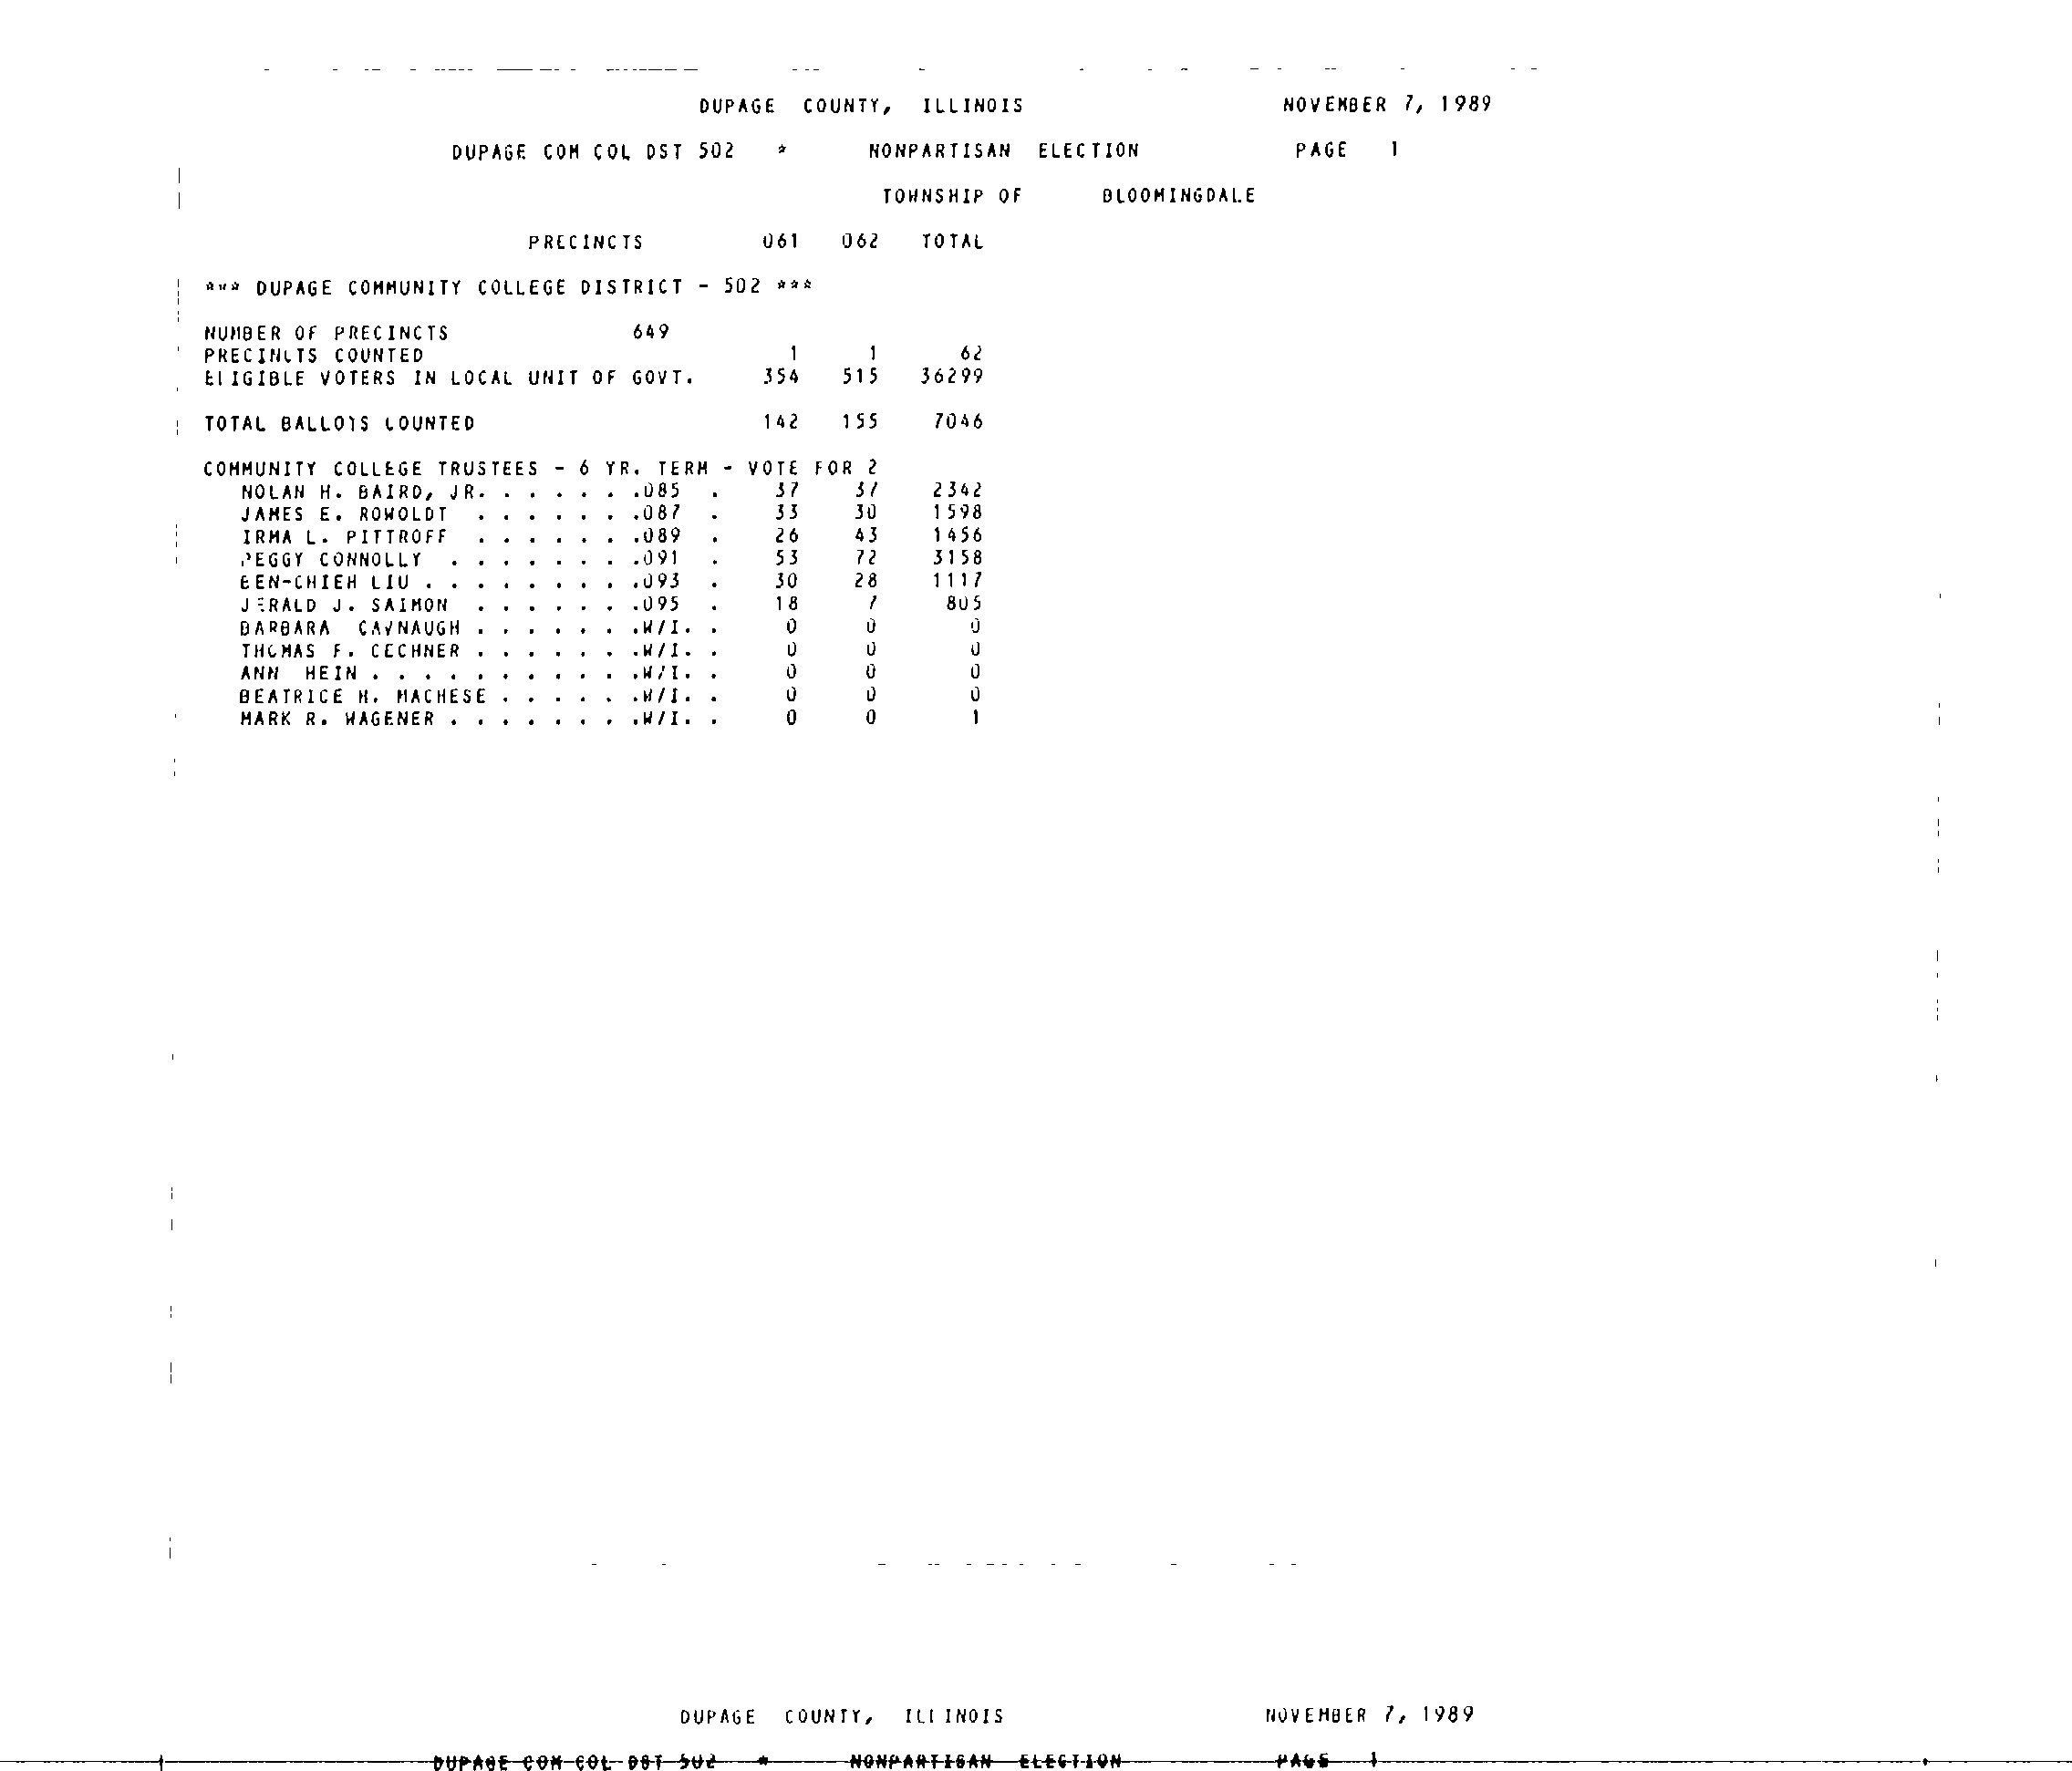 DUPAGE COUNTY, ILLINOIS NOVEMBER 7, 1989
DUPAGE COM COL DST 502 * NONPARTISAN ELECTION PAGE 1
TOWNSHIP OF BLOOMINGDALE
PRECINCTS 061 062 TOTAL
*** DUPAGE COMMUNITY COLLEGE DISTRICT - 502 ***
NUMBER OF PRECINCTS 649
PRECINCTS COUNTED 1 1 62
ELIGIBLE VOTERS IN LOCAL UNIT OF GOVT. 354 515 36299
TOTAL BALLOTS COUNTED 142 155 7046
COMMUNITY COLLEGE TRUSTEES - 6 YR. TERM - VOTE FOR 2
NOLAN H. BAIRD, JR. . . . . . .085 . 37 37 2342
JAMES E. ROWOLDT . . . . . . .087 . 33 30 1598
IRMA L. PITTROFF . . . . . . .089 . 26 43 1456
PEGGY CONNOLLY . . . . . . . .091 . 53 72 3158
BEN-CHIEH LIU . . . . . . . . .093 . 30 28 1117
JERALD J. SAIMON . . . . . . .095 . 18 7 805
BARBARA CAVNAUGH . . . . . . .W/I. . 0 0 0
THOMAS F. CECHNER . . . . . . .W/I. . 0 0 0
ANN HEIN . . . . . . . . . . .W/I. . 0 0 0
BEATRICE H. MACHESE . . . . . .W/I. . 0 0 0
MARK R. WAGENER . . . . . . . .W/I. . 0 0 1
DUPAGE COUNTY, ILLINOIS NOVEMBER 7, 1989
DUPAGE COM COL DST 502 * NONPARTISAN ELECTION PAGE 1